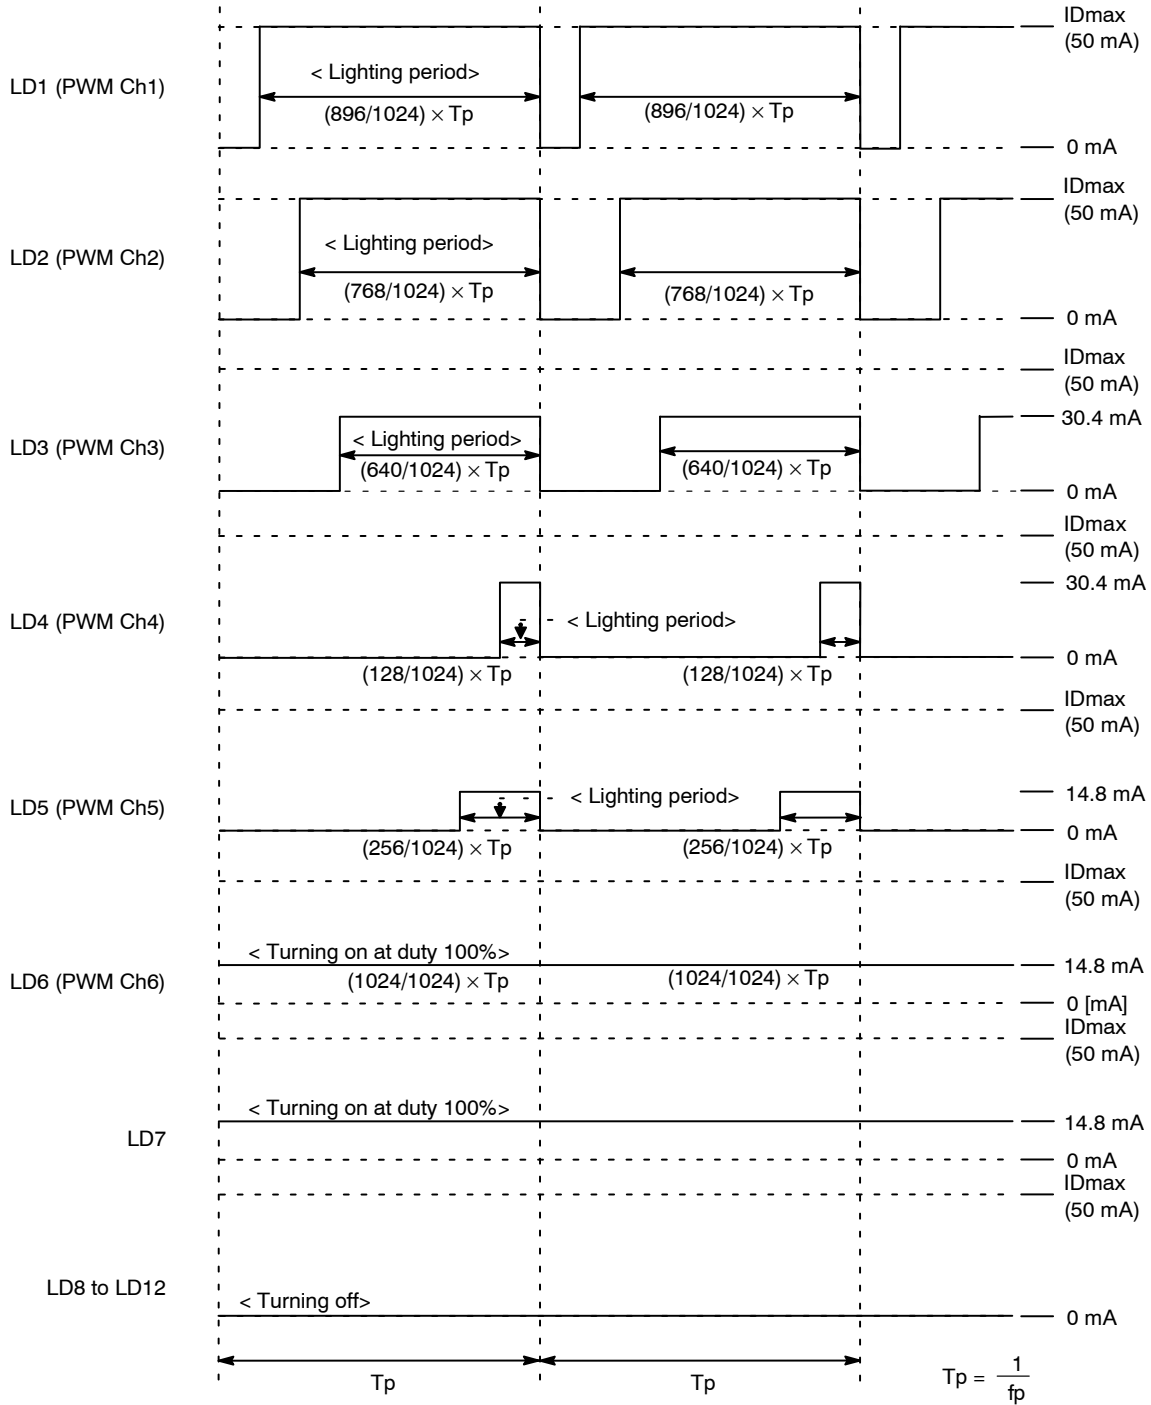 IDmax
(50 mA)
LD1 (PWM Ch1)
< Lighting period>
(896/1024) × Tp
(896/1024) × Tp
0 mA
IDmax
(50 mA)
LD2 (PWM Ch2)
< Lighting period>
(768/1024) × Tp
(768/1024) × Tp
0 mA
IDmax
(50 mA)
30.4 mA
LD3 (PWM Ch3)
< Lighting period>
(640/1024) × Tp
(640/1024) × Tp
0 mA
IDmax
(50 mA)
30.4 mA
LD4 (PWM Ch4)
< Lighting period>
0 mA
(128/1024) × Tp
(128/1024) × Tp
IDmax
(50 mA)
LD5 (PWM Ch5)
< Lighting period>
14.8 mA
0 mA
(256/1024) × Tp
(256/1024) × Tp
IDmax
(50 mA)
< Turning on at duty 100%>
14.8 mA
LD6 (PWM Ch6)
(1024/1024) × Tp
(1024/1024) × Tp
0 [mA]
IDmax
(50 mA)
< Turning on at duty 100%>
14.8 mA
LD7
0 mA
IDmax
(50 mA)
LD8 to LD12
< Turning off>
0 mA
Tp
Tp
Tp = 1
fp